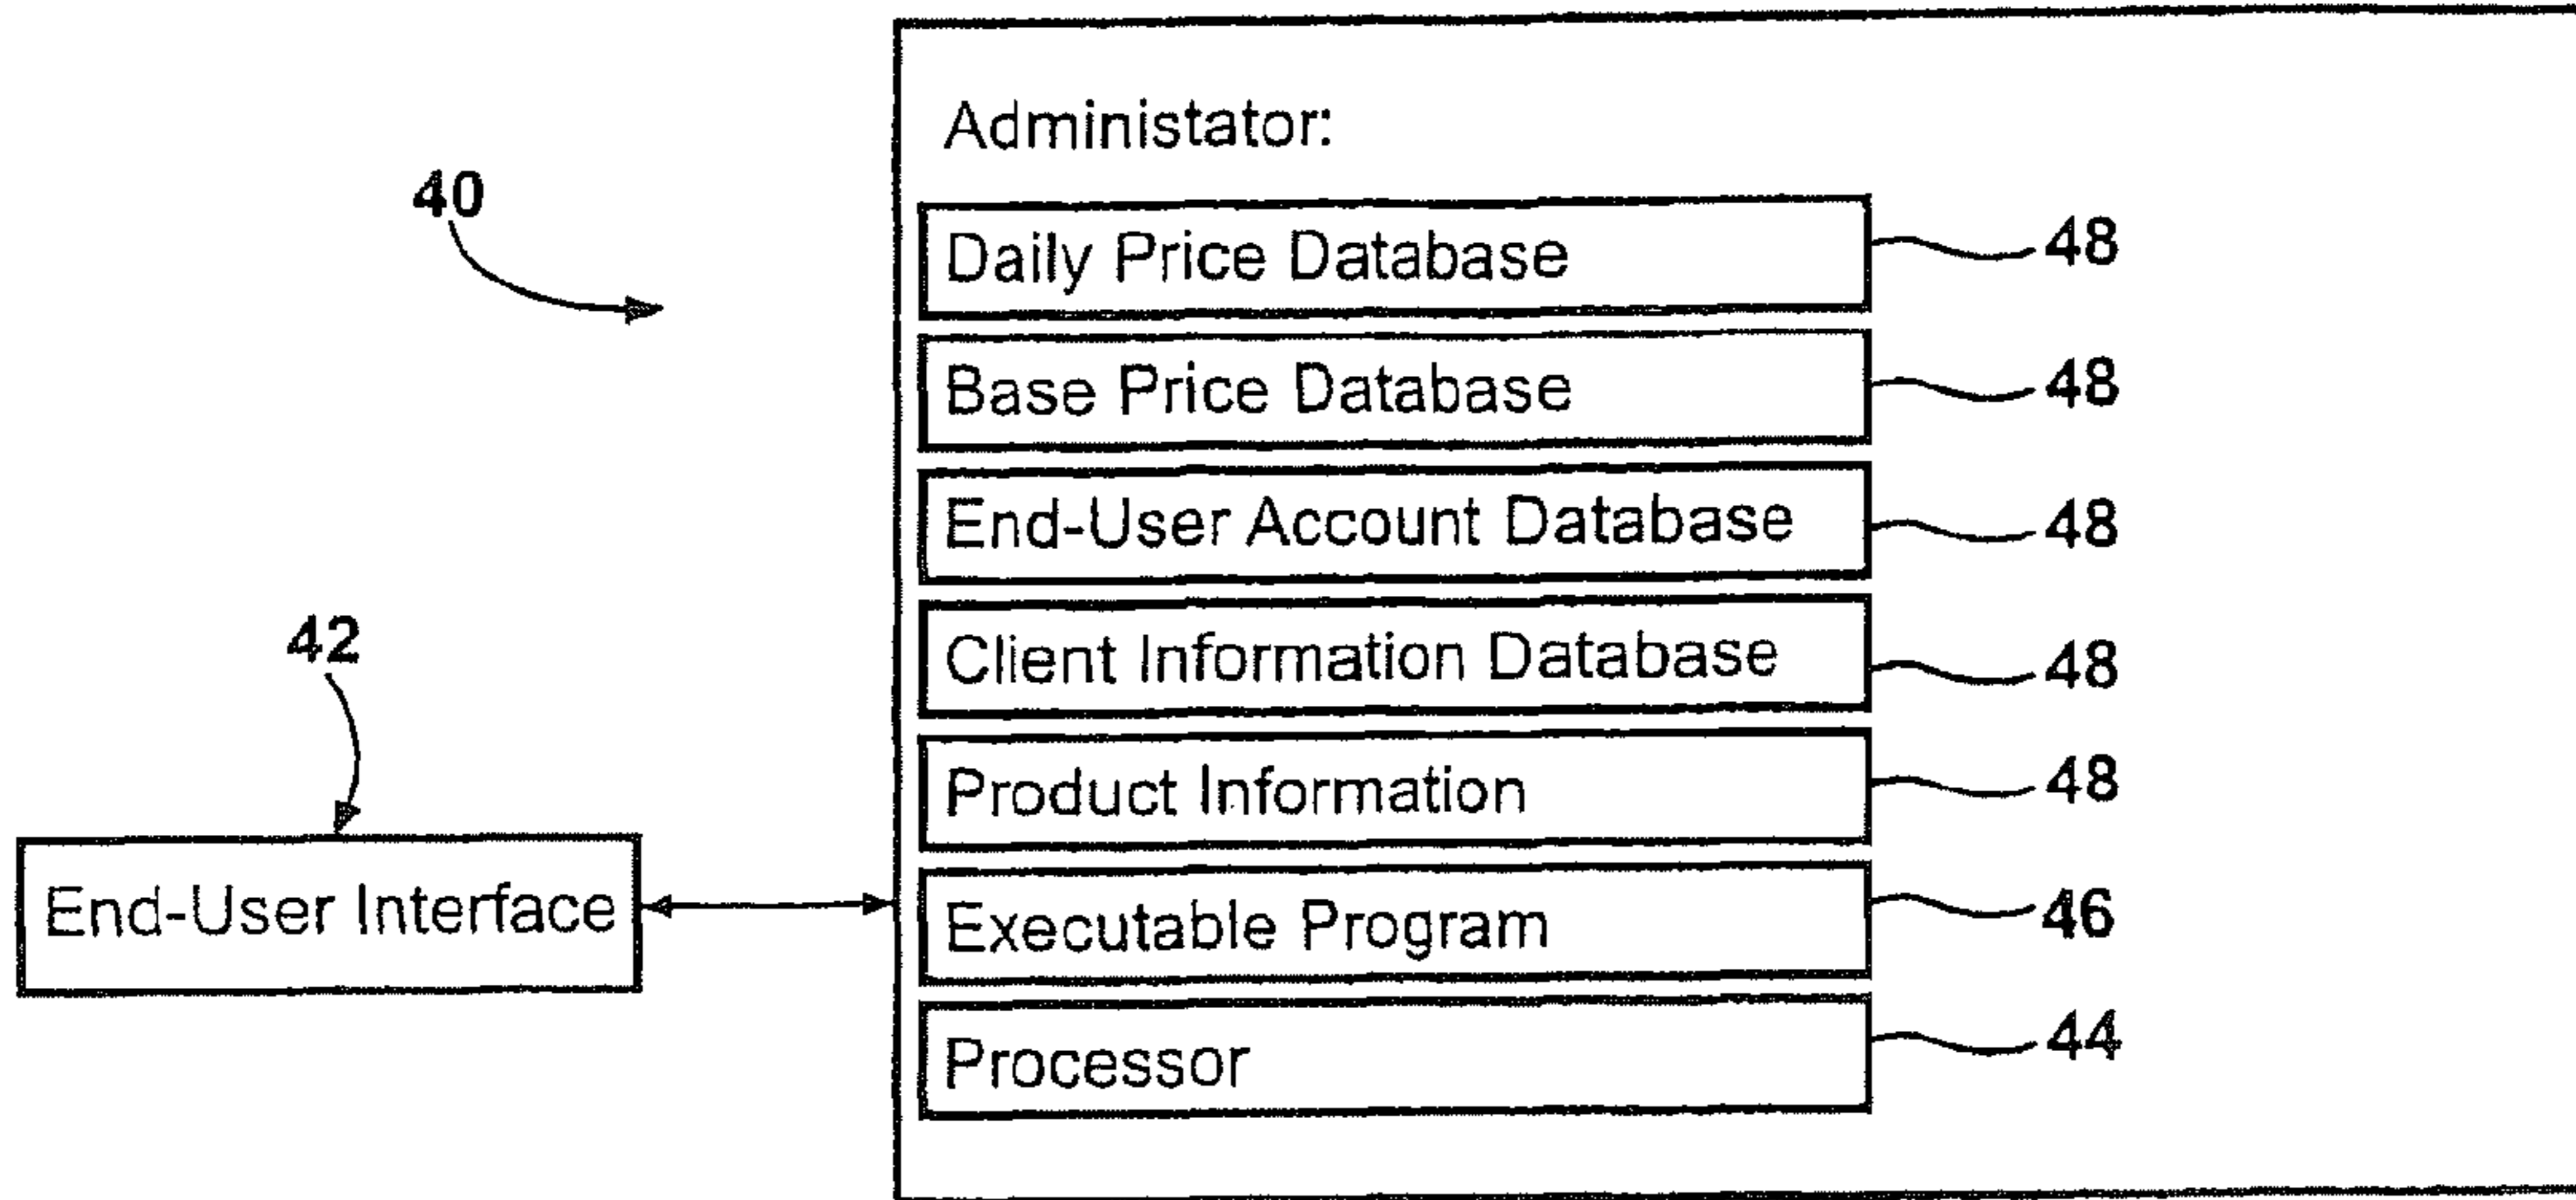 Administator:
40
Daily Price Database 48
Base Price Database 48
End-User Account Database 48
Client Information Database 48
42
Product Information 48
End-User Interface
Executable Program 46
Processor 44